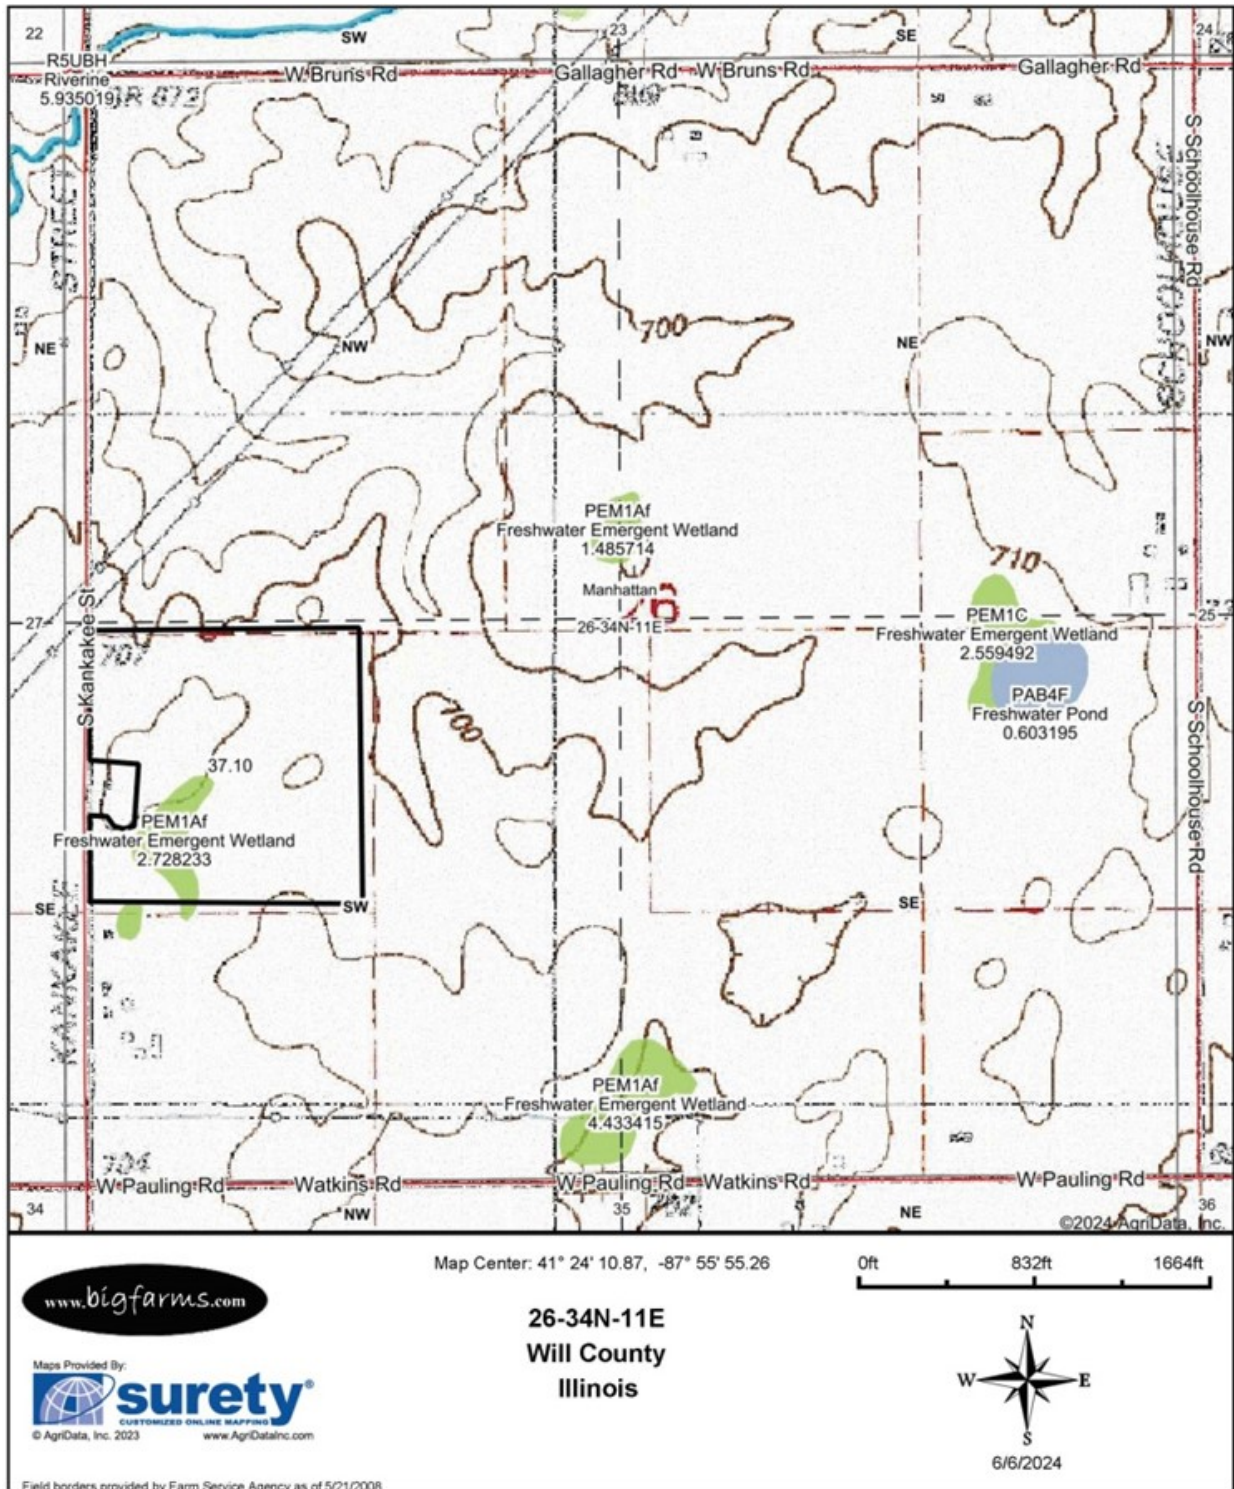 22
23
24
SW
SE
R5UBH
Riverine
5.935019
W Bruns Rd
Gallagher Rd
W Bruns Rd
Gallagher Rd
S Schoolhouse Rd
NE
NW
700
NE
NW
PEM1Af
Freshwater Emergent Wetland
1.485714
710
Manhattan
27
26-34N-11E
25
PEM1C
Freshwater Emergent Wetland
2.559492
PAB4F
Freshwater Pond
0.603195
S Kankakee St
707
700
S Schoolhouse Rd
37.10
PEM1Af
Freshwater Emergent Wetland
2.728233
SE
SW
SE
PEM1Af
Freshwater Emergent Wetland
4.433415
704
W Pauling Rd
Watkins Rd
W Pauling Rd
Watkins Rd
W Pauling Rd
34
NW
35
NE
36
©2024 AgriData, Inc.
Map Center: 41° 24' 10.87, -87° 55' 55.26
0ft 832ft 1664ft
www.bigfarms.com
26-34N-11E
Will County
Illinois
N
W E
S
6/6/2024
Maps Provided By:
surety®
CUSTOMIZED ONLINE MAPPING
© AgriData, Inc. 2023 www.AgriDataInc.com
Field borders provided by Farm Service Agency as of 5/21/2008.